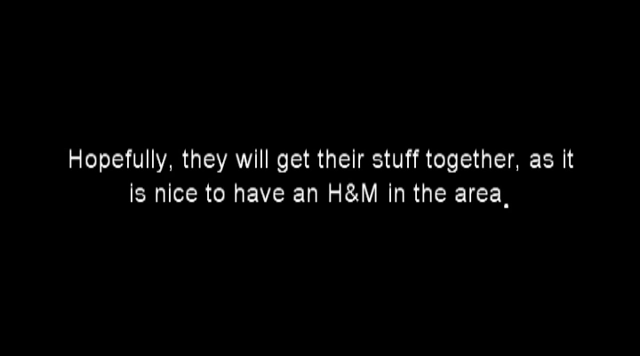 Hopefully, they will get their stuff together, as it
is nice to have an H&M in the area.